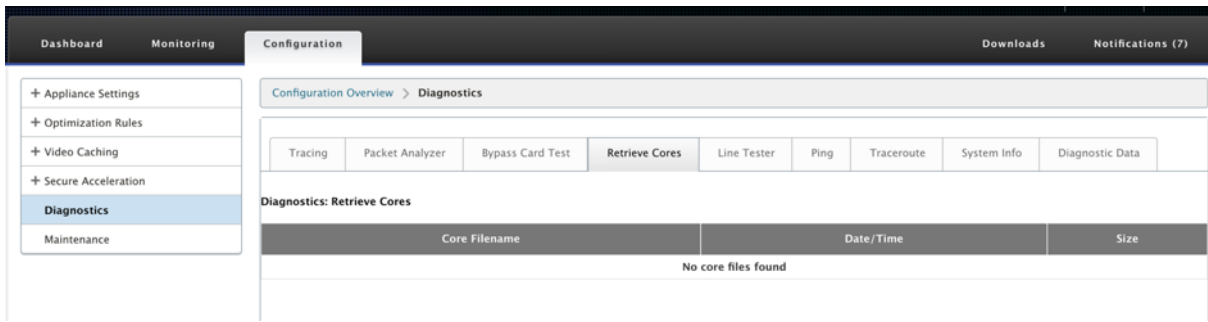 Dashboard Monitoring Configuration Downloads Notifications (7)
+ Appliance Settings
+ Optimization Rules
+ Video Caching
+ Secure Acceleration
Diagnostics
Maintenance
Configuration Overview > Diagnostics
Tracing Packet Analyzer Bypass Card Test Retrieve Cores Line Tester Ping Traceroute System Info Diagnostic Data
Diagnostics: Retrieve Cores
Core Filename Date/Time Size
No core files found